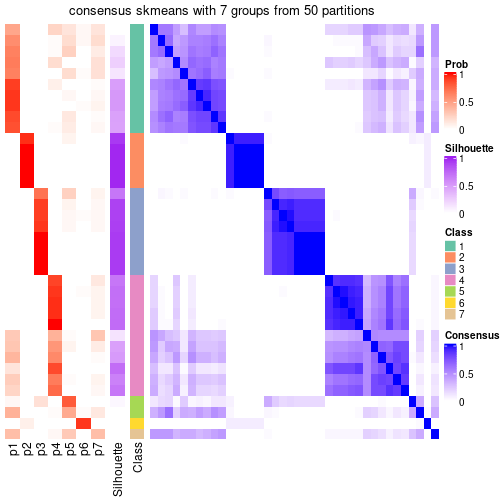 consensus skmeans with 7 groups from 50 partitions
Prob
1
0.5
0
Silhouette
1
0.5
0
Class
1
2
3
4
5
6
7
Consensus
1
0.5
0
p1
p2
p3
p4
p5
p6
p7
Silhouette
Class